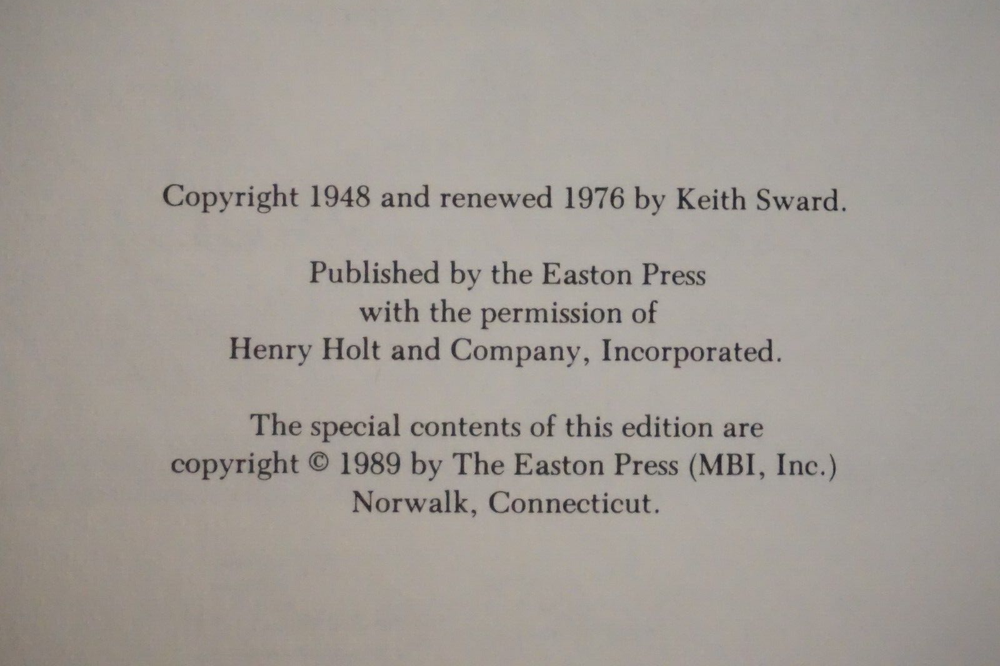 Copyright 1948 and renewed 1976 by Keith Sward.
Published by the Easton Press
with the permission of
Henry Holt and Company, Incorporated.
The special contents of this edition are
copyright © 1989 by The Easton Press (MBI, Inc.)
Norwalk, Connecticut.